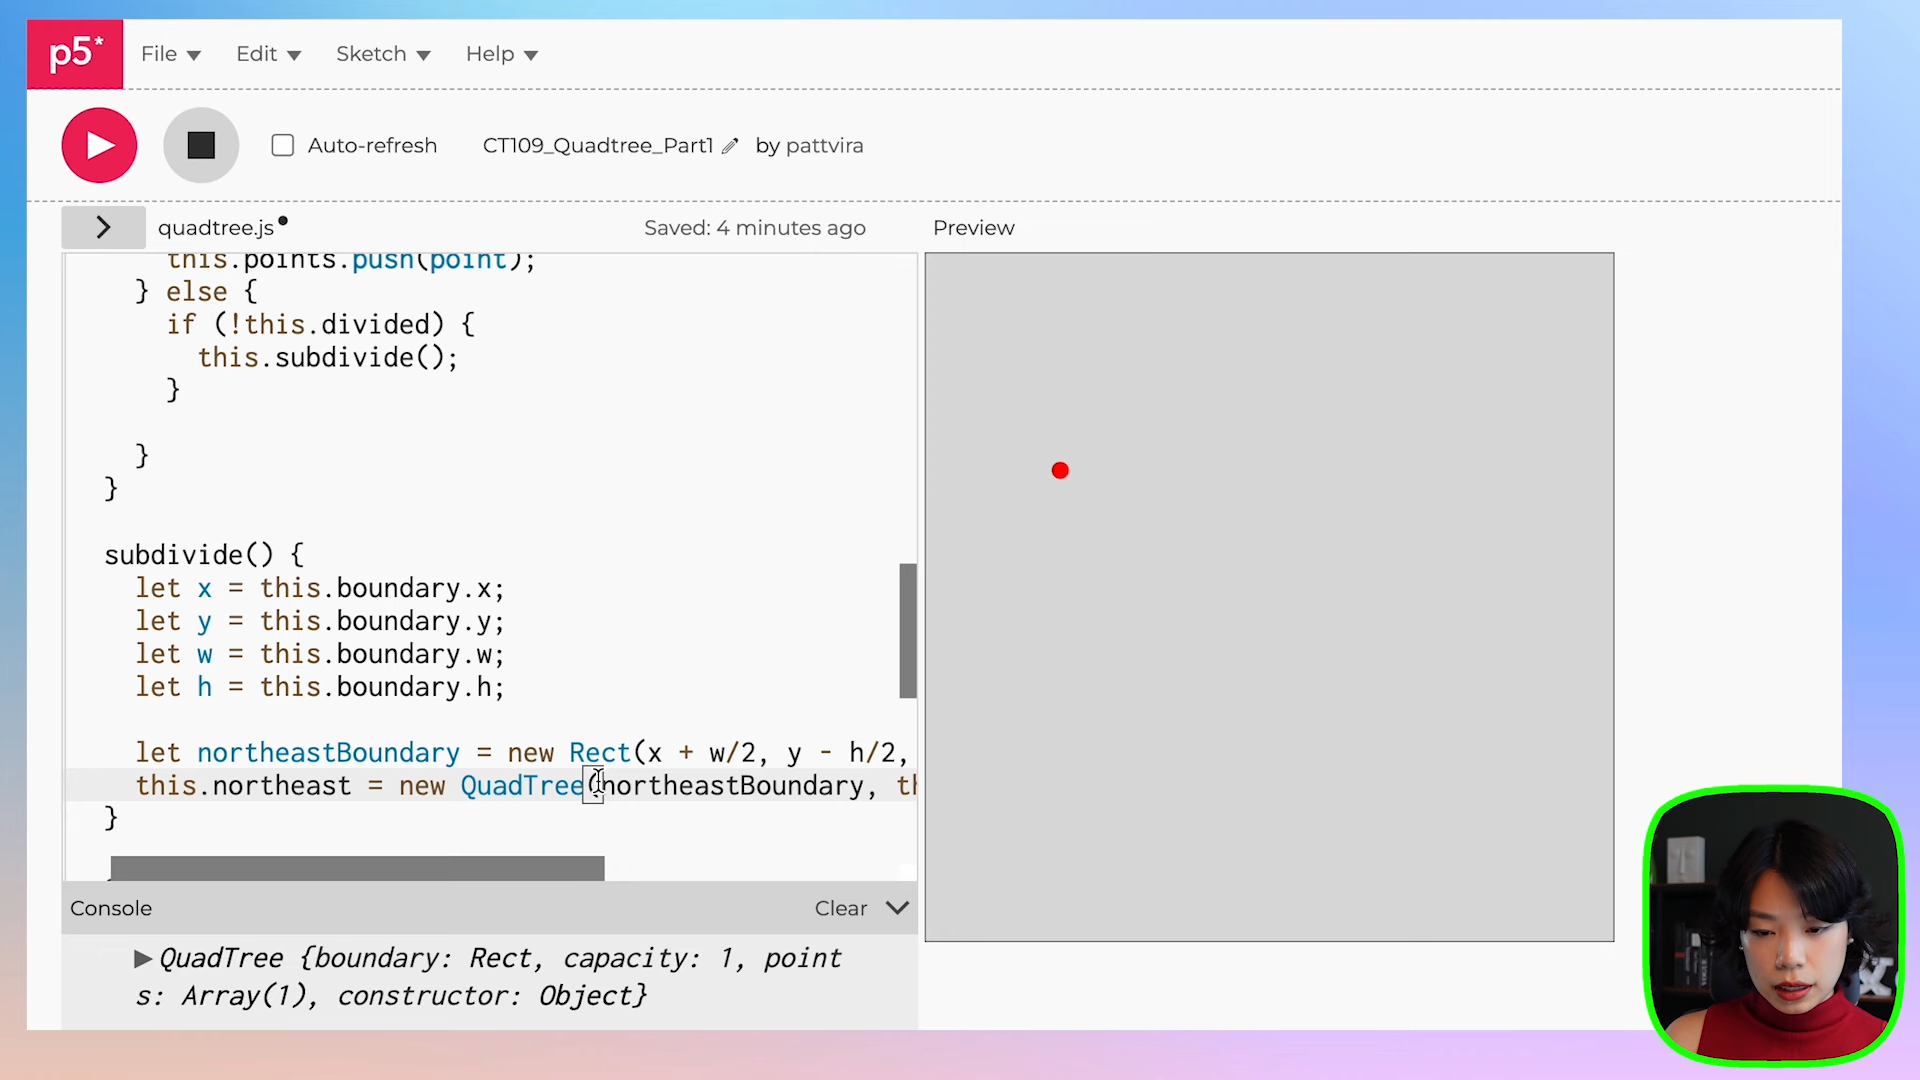 p5*
File
Edit
Sketch
Help
Auto-refresh
CT109_Quadtree_Part1
by pattvira
quadtree.js
Saved: 4 minutes ago
Preview
this.points.push(point);
} else {
if (!this.divided) {
this.subdivide();
}
}
}
subdivide() {
let x = this.boundary.x;
let y = this.boundary.y;
let w = this.boundary.w;
let h = this.boundary.h;
let northeastBoundary = new Rect(x + w/2, y - h/2,
this.northeast = new QuadTree(northeastBoundary, th
}
Console
Clear
QuadTree {boundary: Rect, capacity: 1, point
s: Array(1), constructor: Object}